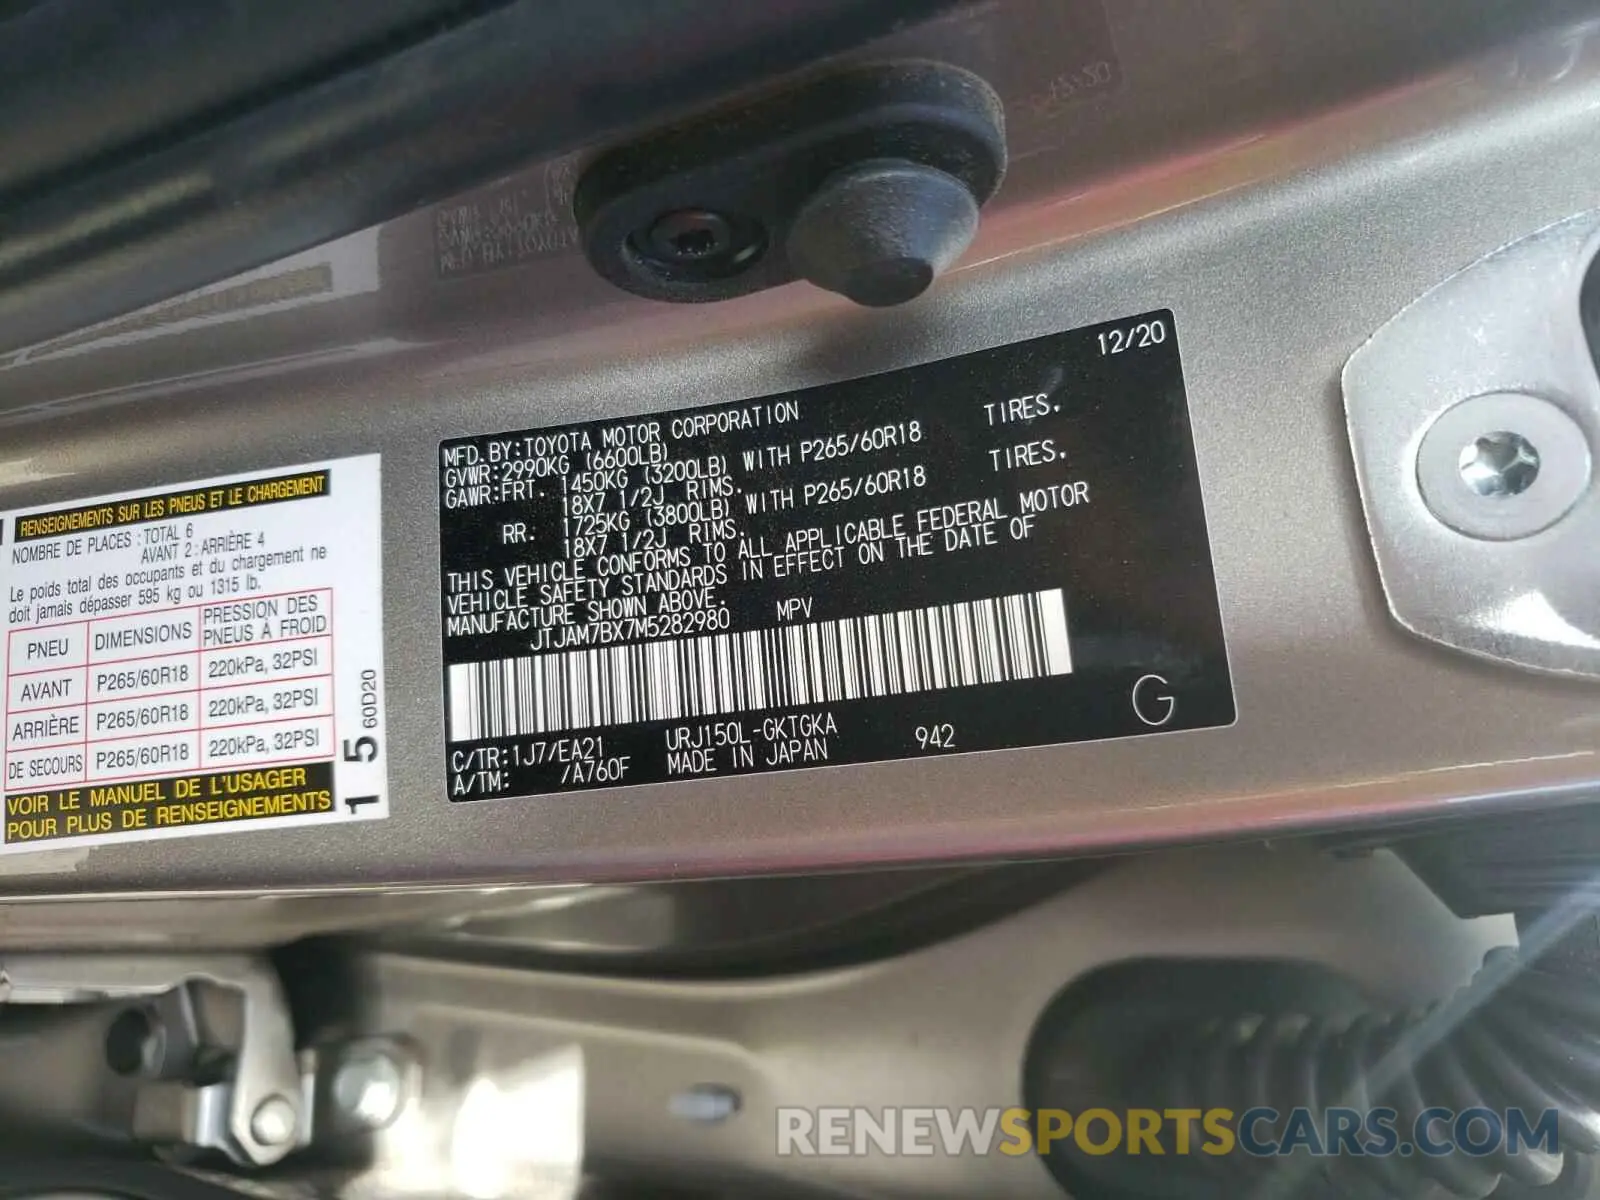 RENSEIGNEMENTS SUR LES PNEUS ET LE CHARGEMENT
NOMBRE DE PLACES : TOTAL 6
AVANT 2 : ARRIÈRE 4
Le poids total des occupants et du chargement ne
doit jamais dépasser 595 kg ou 1315 lb.
PNEU DIMENSIONS PRESSION DES PNEUS À FROID
AVANT P265/60R18 220kPa, 32PSI
ARRIÈRE P265/60R18 220kPa, 32PSI
DE SECOURS P265/60R18 220kPa, 32PSI
VOIR LE MANUEL DE L'USAGER
POUR PLUS DE RENSEIGNEMENTS
1 5 60D20
12/20
MFD.BY:TOYOTA MOTOR CORPORATION
GVWR:2990KG (6600LB)
GAWR:FRT. 1450KG (3200LB) WITH P265/60R18 TIRES,
18X7 1/2J RIMS.
RR. 1725KG (3800LB) WITH P265/60R18 TIRES,
18X7 1/2J RIMS.
THIS VEHICLE CONFORMS TO ALL APPLICABLE FEDERAL MOTOR
VEHICLE SAFETY STANDARDS IN EFFECT ON THE DATE OF
MANUFACTURE SHOWN ABOVE.
JTJAM7BX7M5282980 MPV
C/TR:1J7/EA21 URJ150L-GKTGKA 942 G
A/TM: /A760F MADE IN JAPAN
RENEWSPORTSCARS.COM